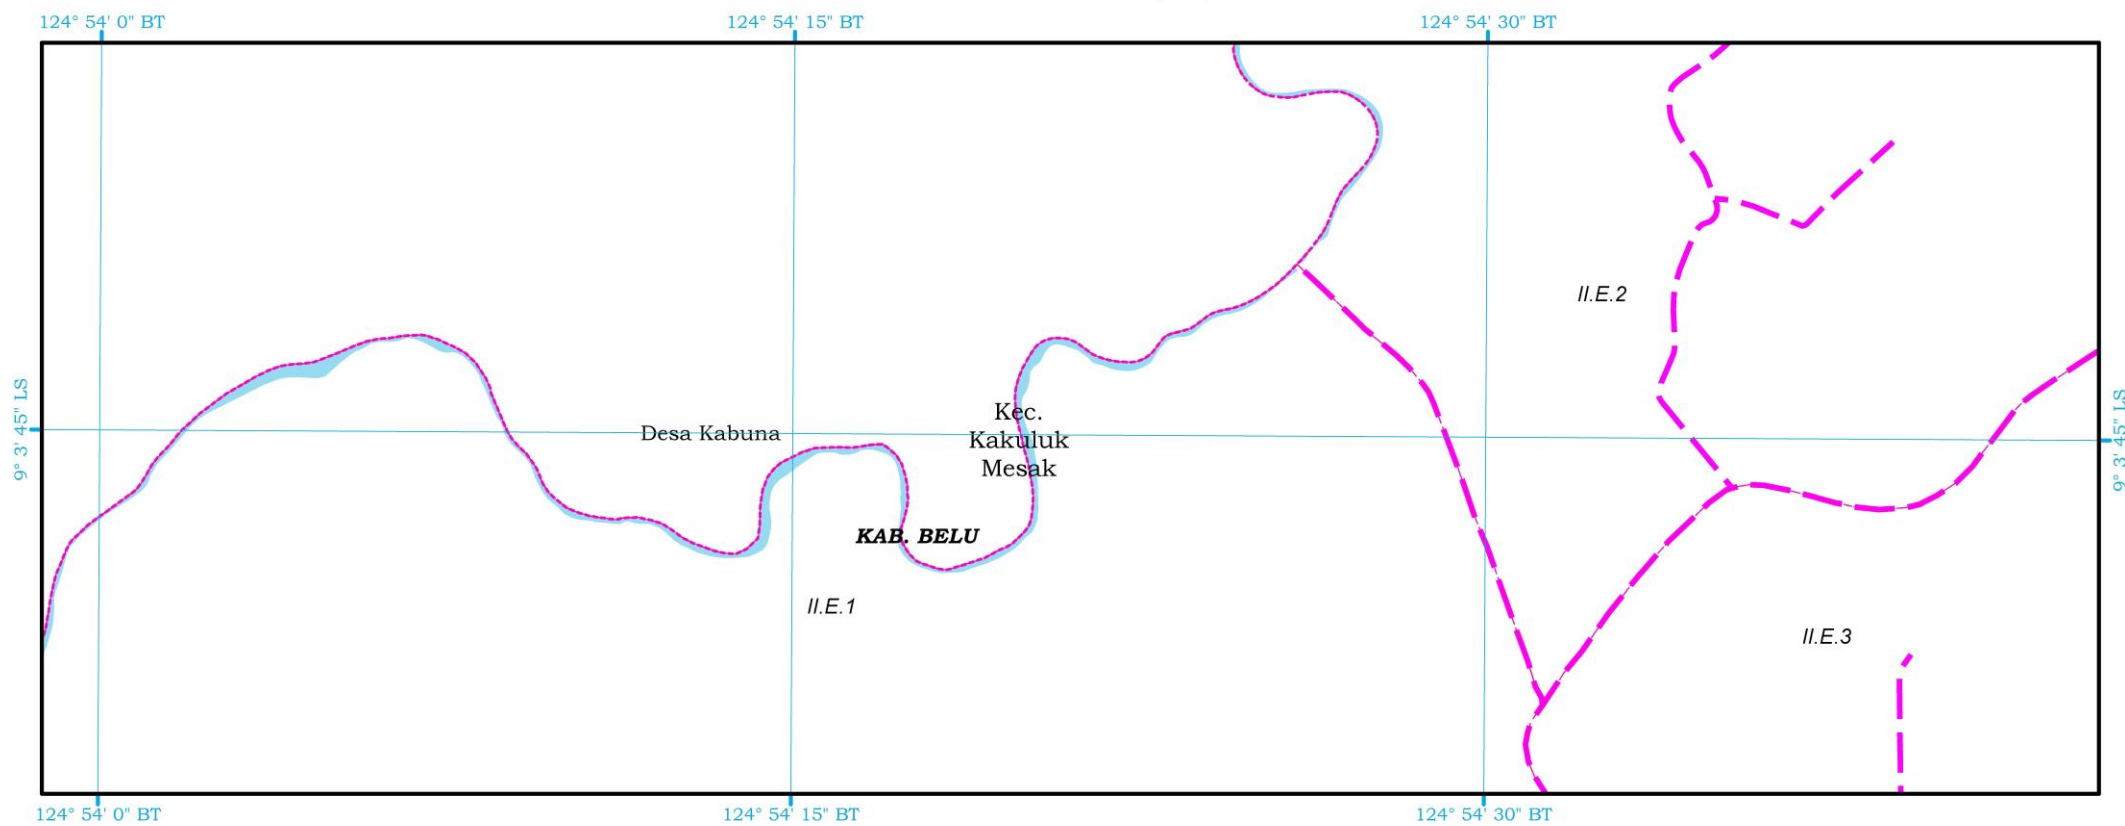 124° 54' 0" BT
124° 54' 15" BT
124° 54' 30" BT
II.E.2
9° 3' 45" LS
Desa Kabuna
Kec.
Kakuluk
Mesak
9° 3' 45" LS
KAB. BELU
II.E.1
II.E.3
124° 54' 0" BT
124° 54' 15" BT
124° 54' 30" BT